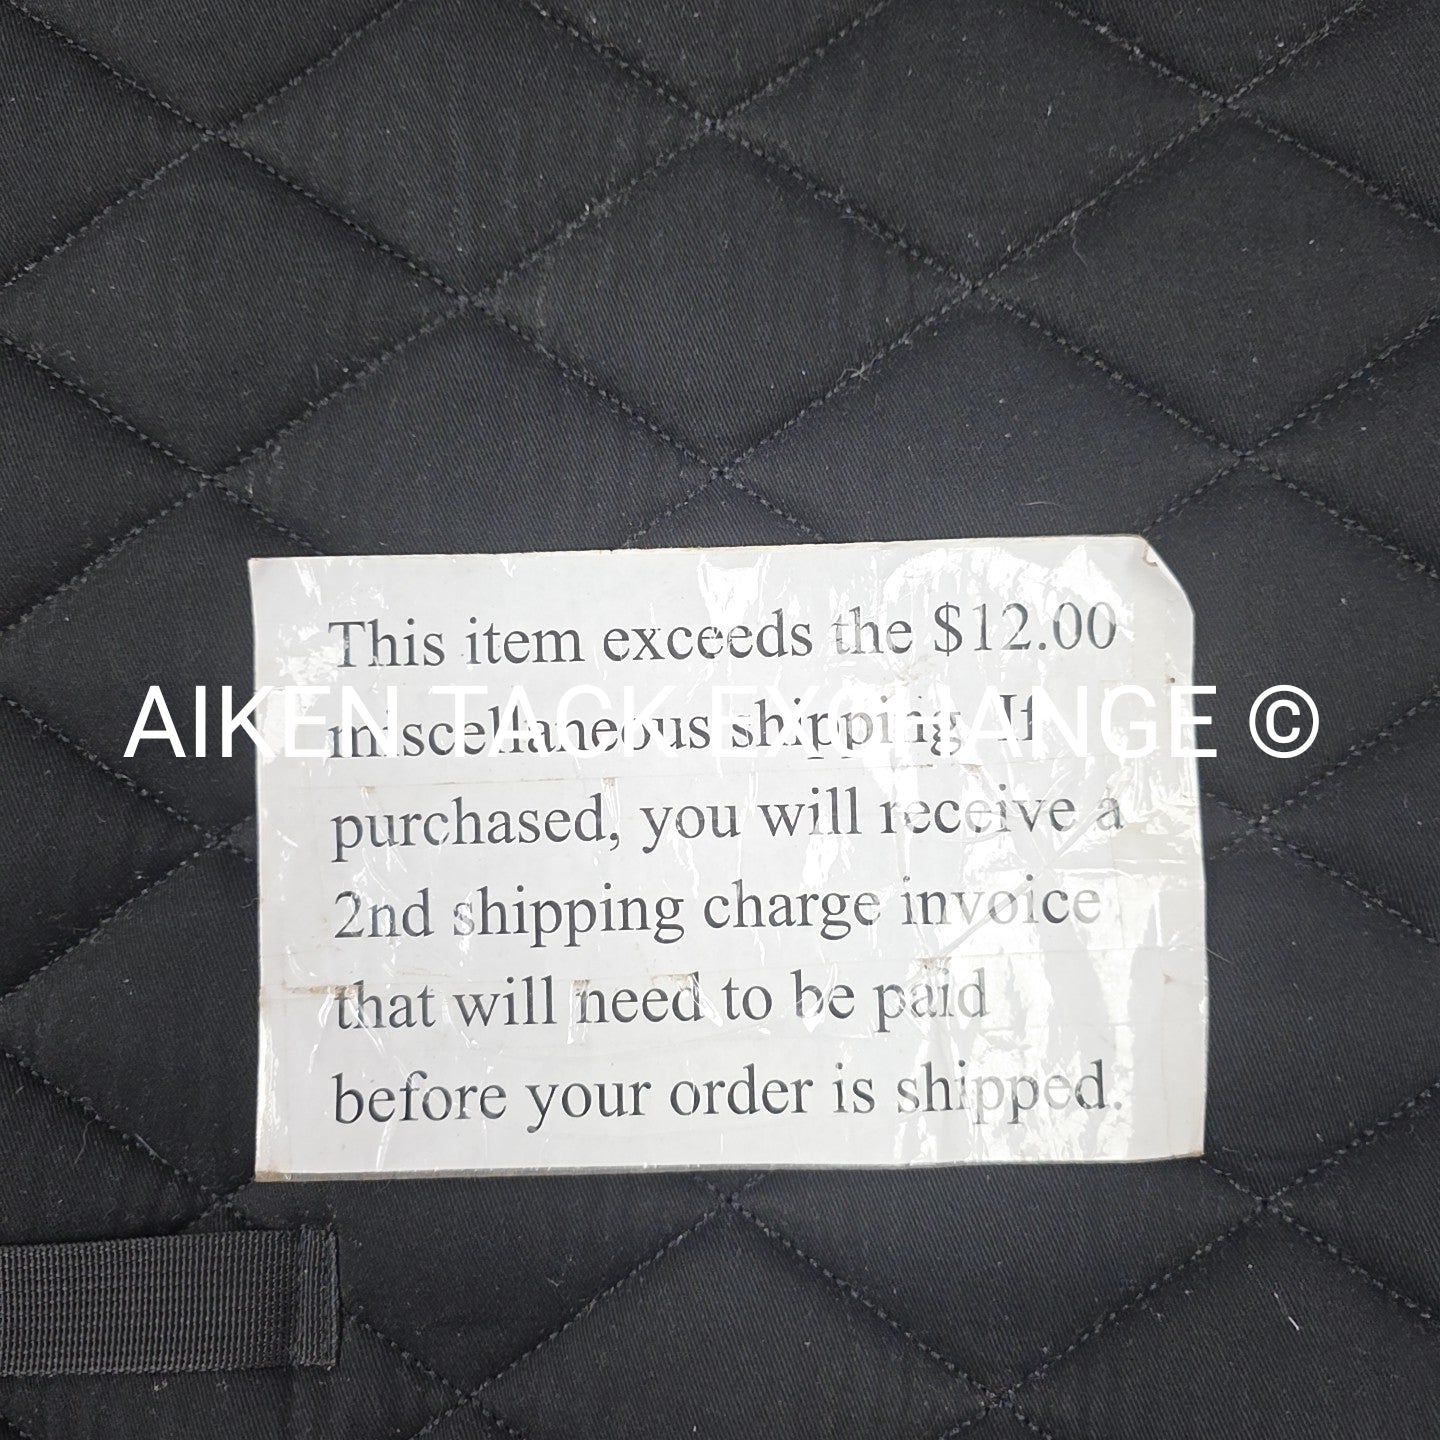 This item exceeds the $12.00
AIKEN TACK EXCHANGE ©
miscellaneous shipping. If
purchased, you will receive a
2nd shipping charge invoice
that will need to be paid
before your order is shipped.